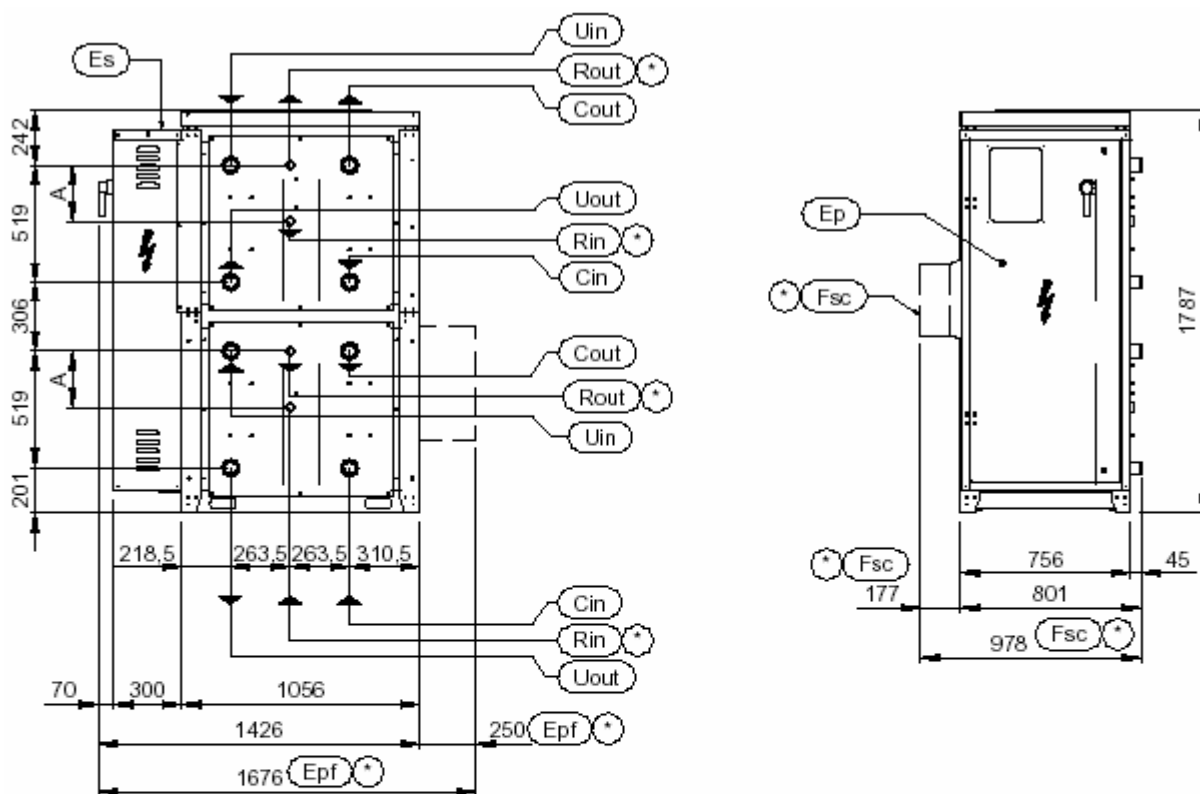 Uin
Es
Rout *
Cout
242
A
519
Uout
Rin *
Cin
306
Cout
A
Rout *
519
Uin
201
218,5 263,5 263,5 310,5
Cin
Rin *
Uout
70 300 1056
1426 250 Epf *
1676 Epf *
Ep
* Fsc
1787
* Fsc 756 45
177 801
978 Fsc *